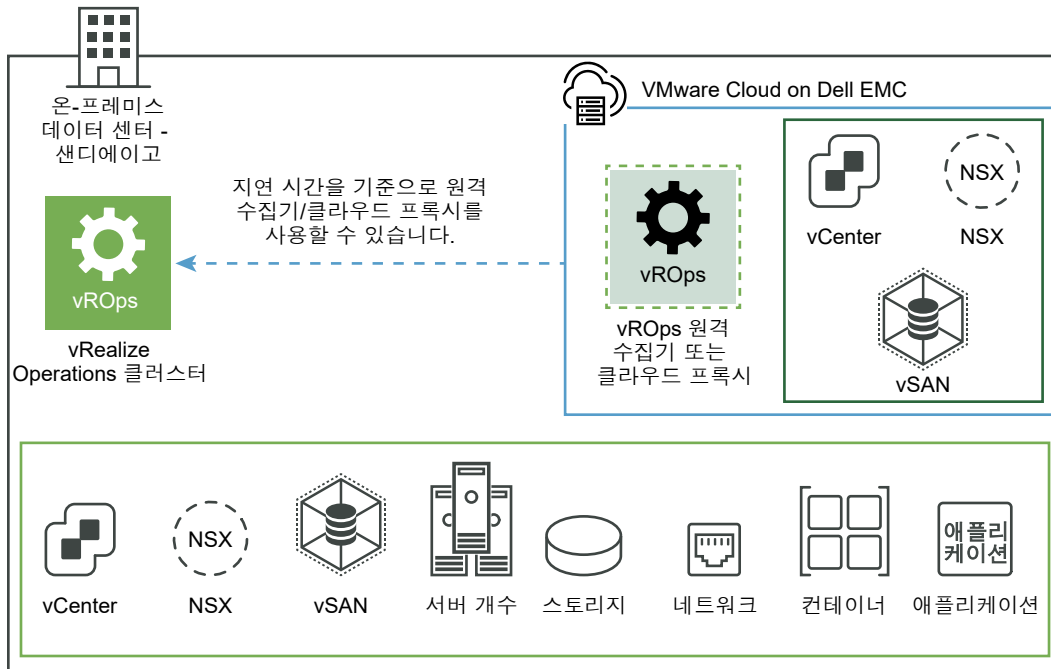 온-프레미스
데이터 센터 -
샌디에이고
VMware Cloud on Dell EMC
지연 시간을 기준으로 원격
수집기/클라우드 프록시를
사용할 수 있습니다.
vROps
vRealize
Operations 클러스터
vROps
vROps 원격
수집기 또는
클라우드 프록시
vCenter
NSX
NSX
vSAN
vCenter
NSX
NSX
vSAN
서버 개수
스토리지
네트워크
컨테이너
애플리
케이션
애플리케이션